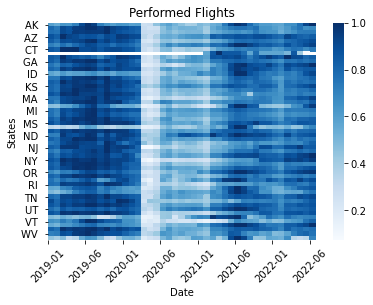 Performed Flights
States
AK
AZ
CT
GA
ID
KS
MA
MI
MS
ND
NJ
NY
OR
RI
TN
UT
VT
WV
2019-01
2019-06
2020-01
2020-06
2021-01
2021-06
2022-01
2022-06
Date
1.0
0.8
0.6
0.4
0.2